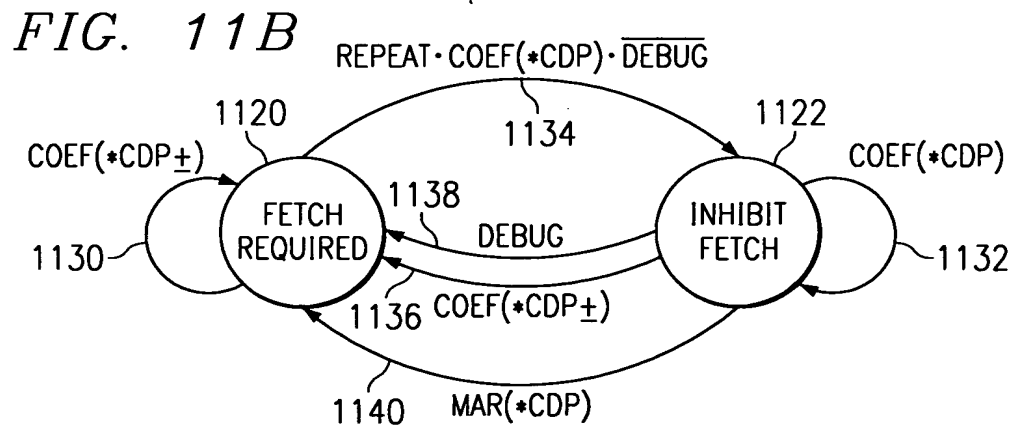 FIG. 11B
REPEAT·COEF(*CDP)·D̅E̅B̅U̅G̅
1134
1120
1122
COEF(*CDP±)
COEF(*CDP)
FETCH
REQUIRED
INHIBIT
FETCH
1138
DEBUG
1130
1132
1136
COEF(*CDP±)
1140
MAR(*CDP)